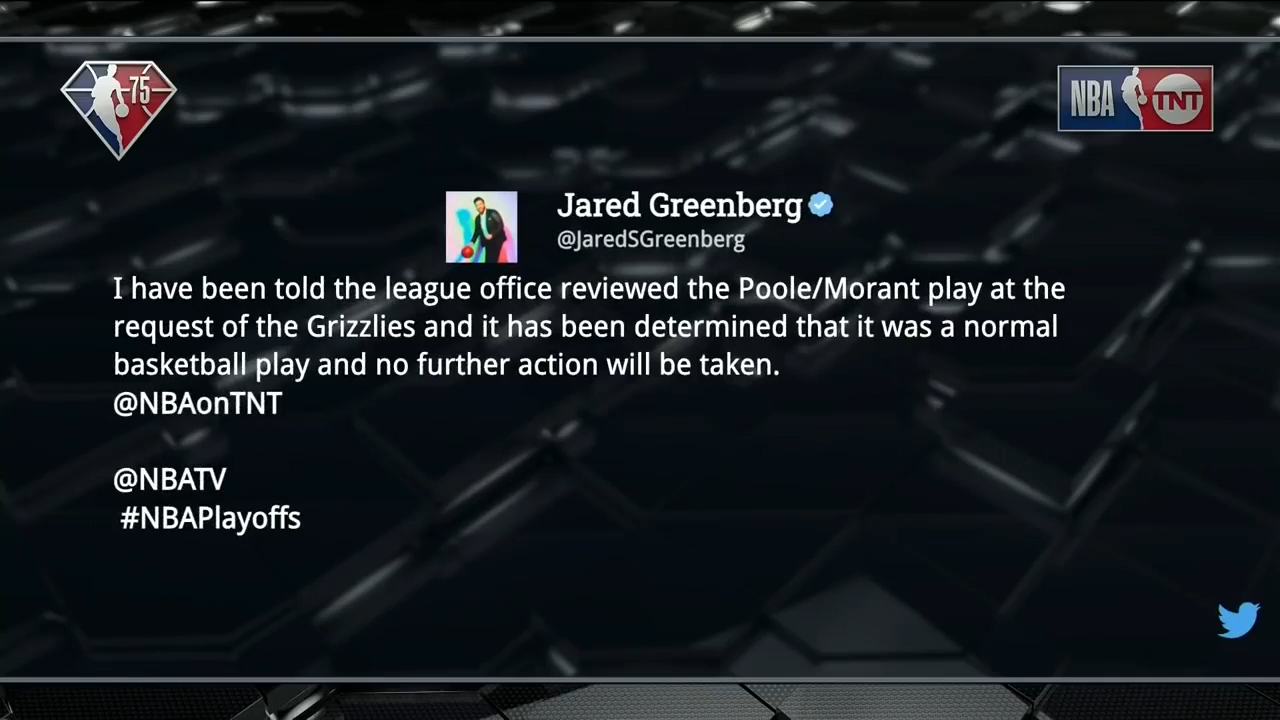 75
NBA TNT
Jared Greenberg
@JaredSGreenberg
I have been told the league office reviewed the Poole/Morant play at the
request of the Grizzlies and it has been determined that it was a normal
basketball play and no further action will be taken.
@NBAonTNT
@NBATV
#NBAPlayoffs